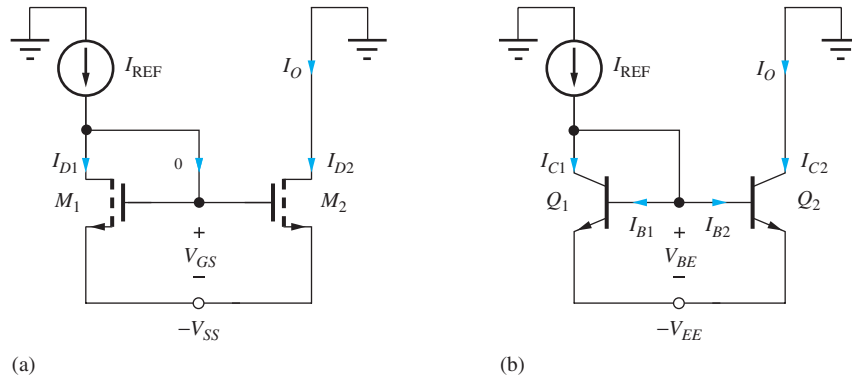 I_REF
I_O
I_D1
0
I_D2
M_1
M_2
+
V_GS
−
−V_SS
(a)
I_REF
I_O
I_C1
I_C2
Q_1
Q_2
I_B1
+
I_B2
V_BE
−
−V_EE
(b)